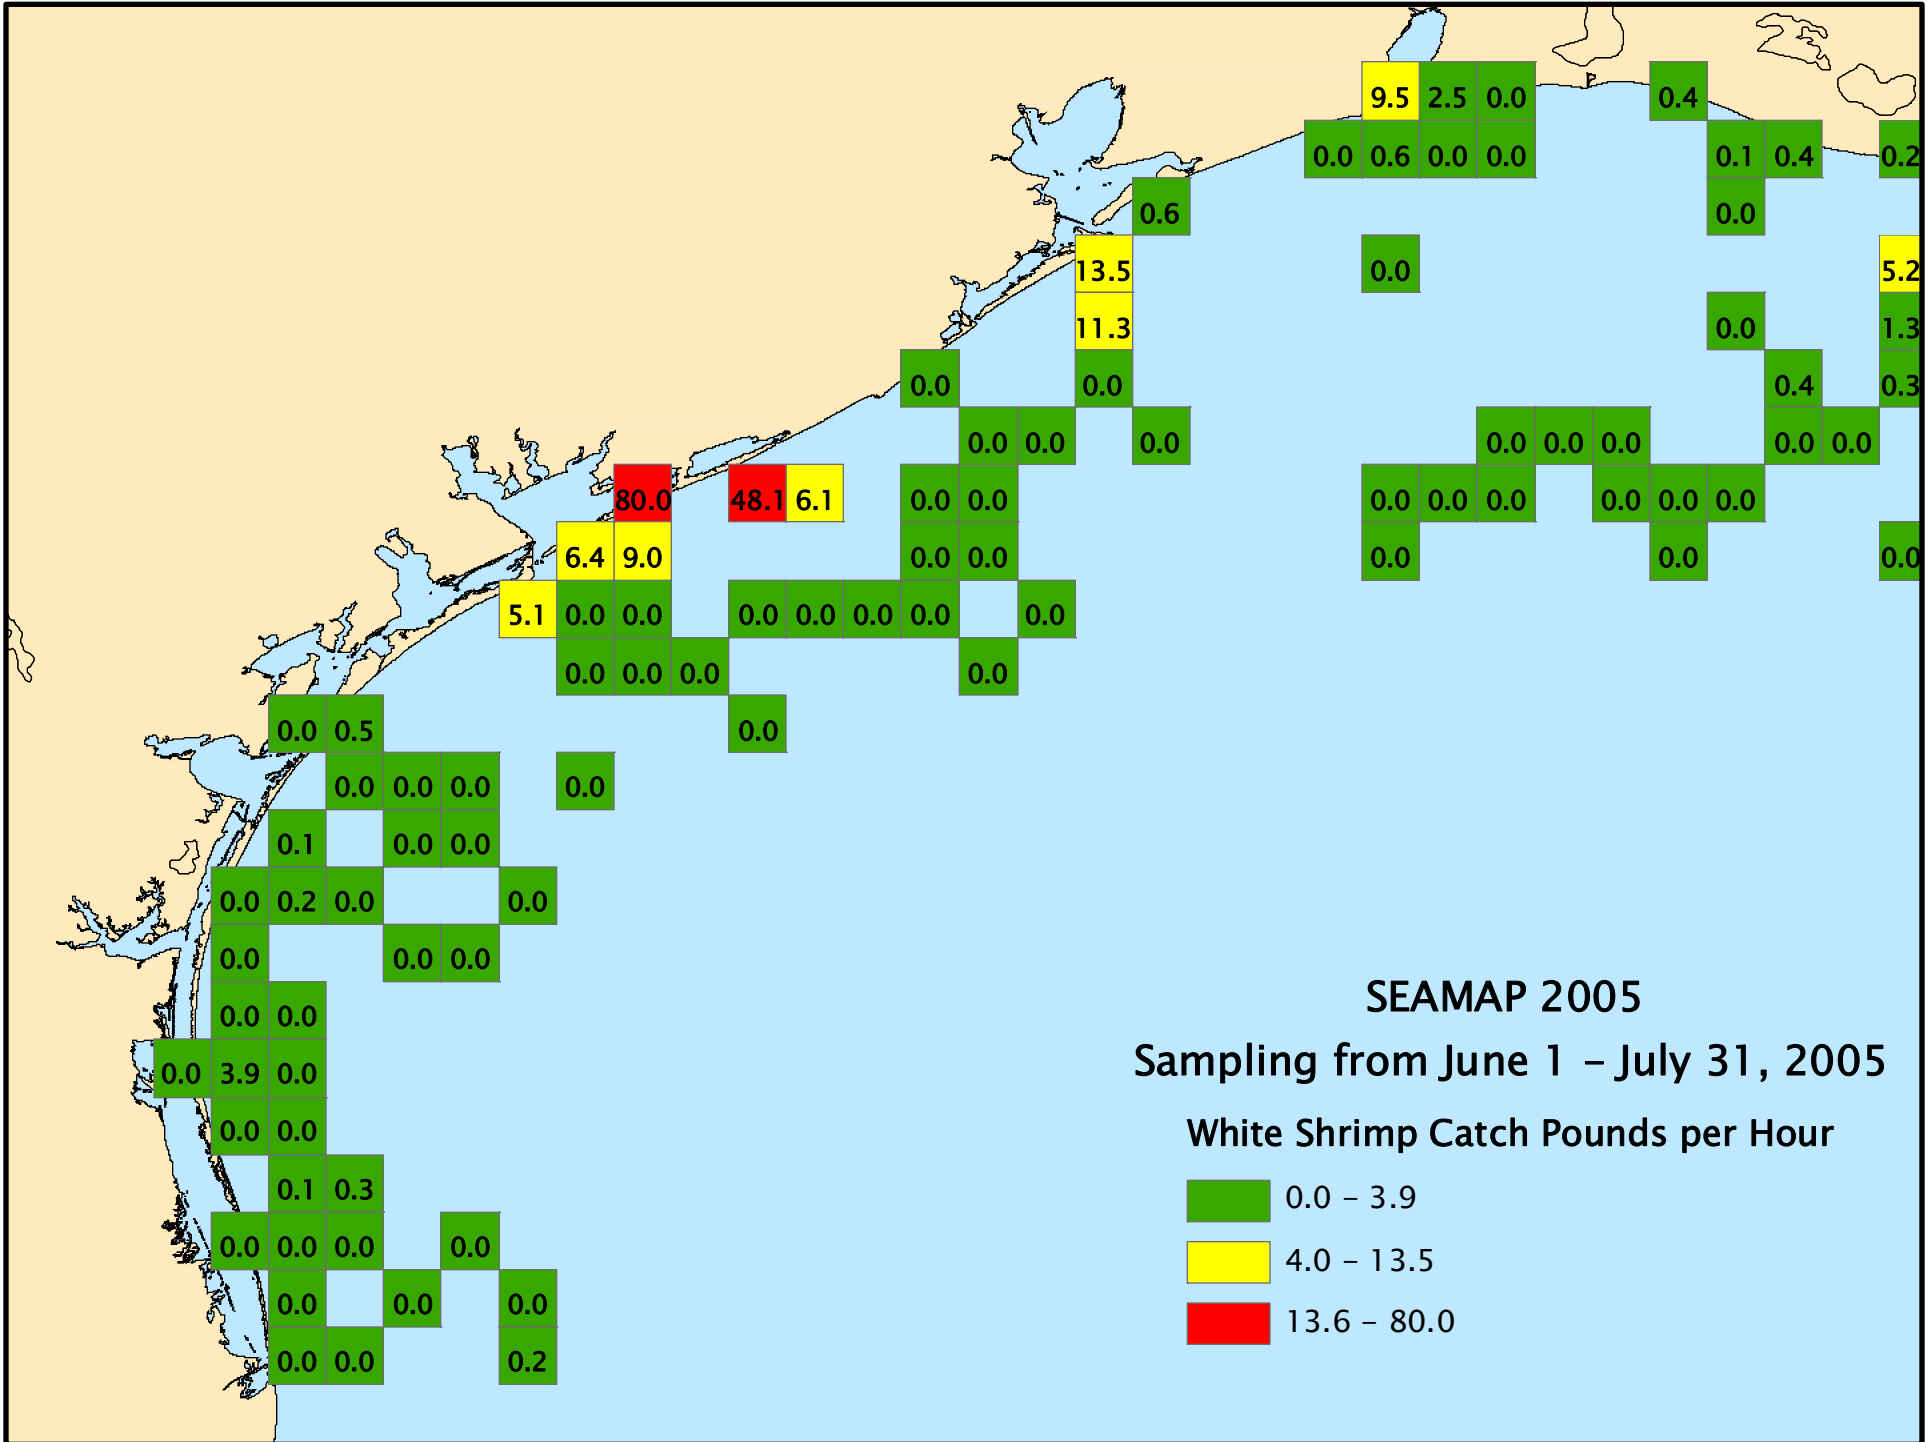 9.5 2.5 0.0 0.4
0.0 0.6 0.0 0.0 0.1 0.4 0.2
0.6 0.0
13.5 0.0 5.2
11.3 0.0 1.3
0.0 0.0 0.4 0.3
0.0 0.0 0.0 0.0 0.0 0.0 0.0 0.0
80.0 48.1 6.1 0.0 0.0 0.0 0.0 0.0 0.0 0.0 0.0
6.4 9.0 0.0 0.0 0.0 0.0 0.0
5.1 0.0 0.0 0.0 0.0 0.0 0.0 0.0
0.0 0.0 0.0 0.0
0.0 0.5 0.0
0.0 0.0 0.0 0.0
0.1 0.0 0.0
0.0 0.2 0.0 0.0
0.0 0.0 0.0
0.0 0.0
0.0 3.9 0.0
0.0 0.0
0.1 0.3
0.0 0.0 0.0 0.0
0.0 0.0 0.0
0.0 0.0 0.2
SEAMAP 2005
Sampling from June 1 – July 31, 2005
White Shrimp Catch Pounds per Hour
0.0 – 3.9
4.0 – 13.5
13.6 – 80.0